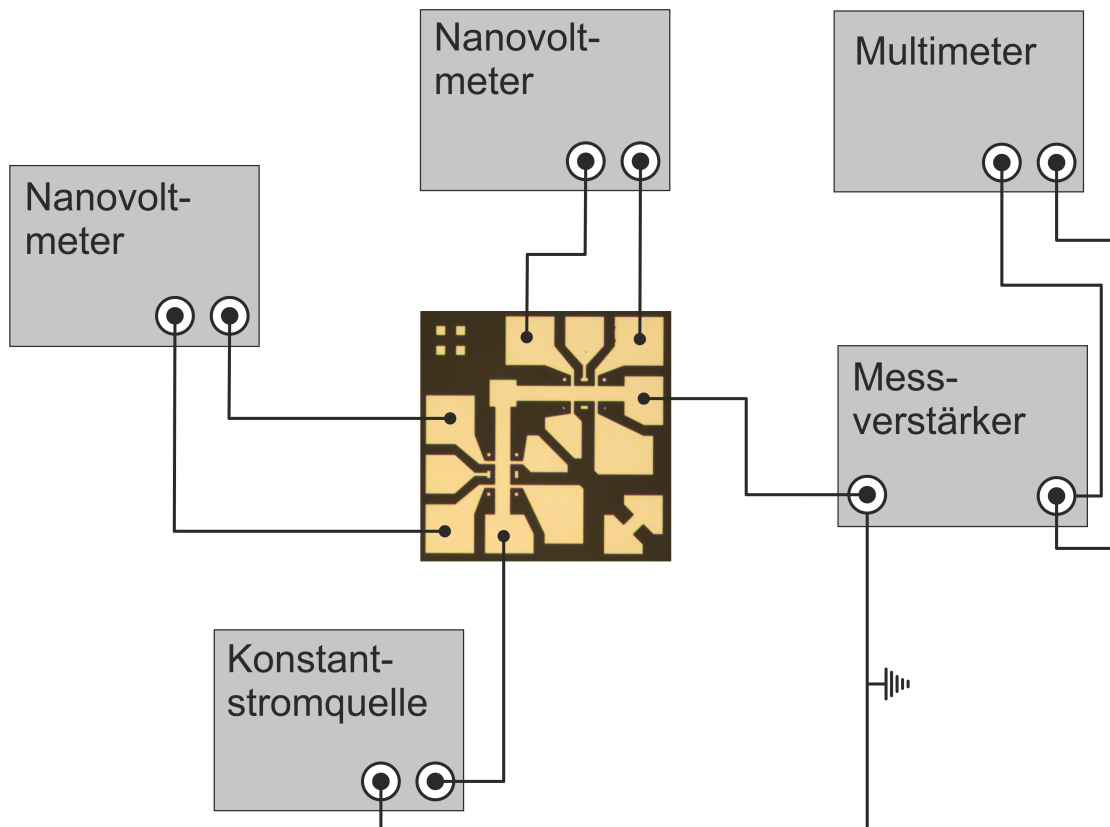 Nanovolt-
meter
Multimeter
Nanovolt-
meter
Mess-
verstärker
Konstant-
stromquelle